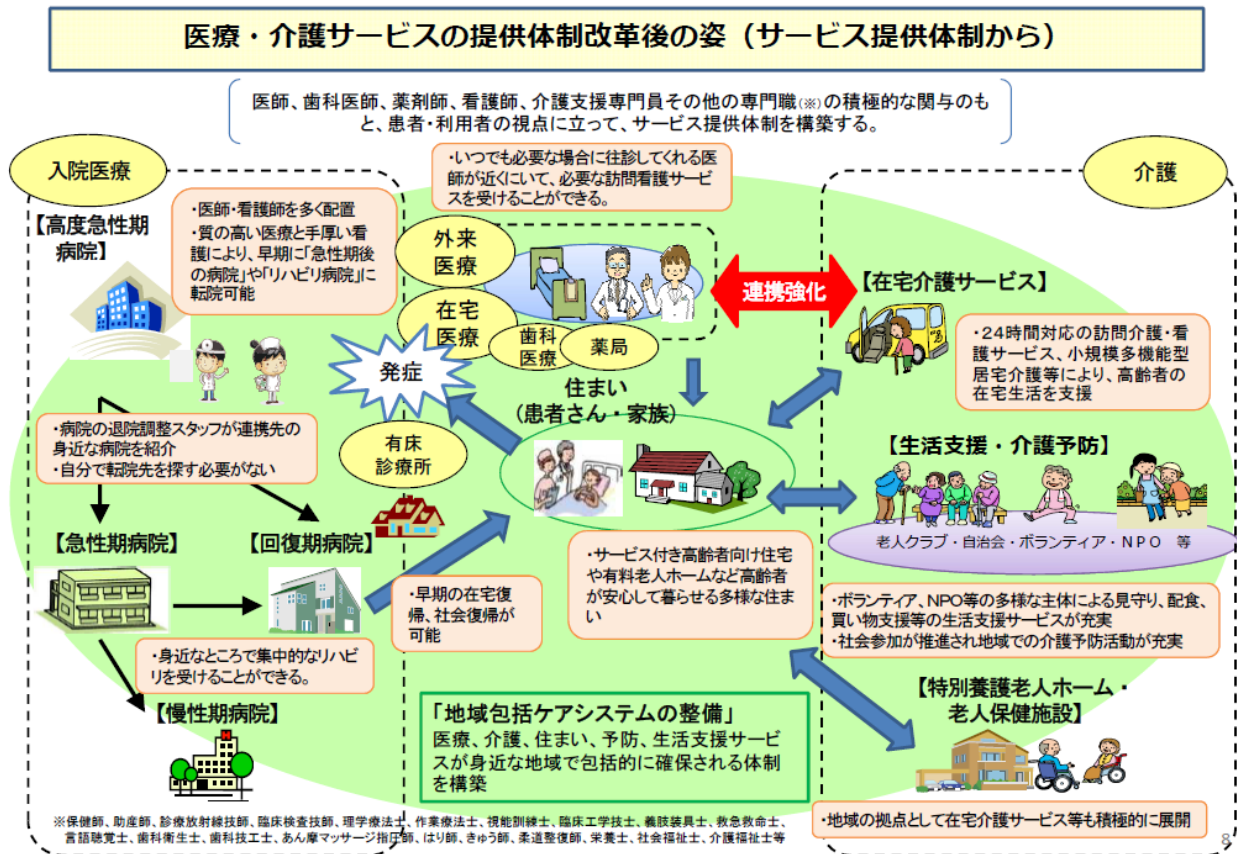 医療・介護サービスの提供体制改革後の姿（サービス提供体制から）
医師、歯科医師、薬剤師、看護師、介護支援専門員その他の専門職(※)の積極的な関与のも
と、患者・利用者の視点に立って、サービス提供体制を構築する。
入院医療
【高度急性期
病院】
・医師・看護師を多く配置
・質の高い医療と手厚い看
護により、早期に「急性期後
の病院」や「リハビリ病院」に
転院可能
・いつでも必要な場合に往診してくれる医
師が近くにいて、必要な訪問看護サービ
スを受けることができる。
外来
医療
在宅
医療
歯科
医療
薬局
連携強化
介護
【在宅介護サービス】
・24時間対応の訪問介護・看
護サービス、小規模多機能型
居宅介護等により、高齢者の
在宅生活を支援
発症
住まい
(患者さん・家族)
・病院の退院調整スタッフが連携先の
身近な病院を紹介
・自分で転院先を探す必要がない
有床
診療所
【生活支援・介護予防】
老人クラブ・自治会・ボランティア・NPO 等
【急性期病院】
【回復期病院】
・早期の在宅復
帰、社会復帰が
可能
・サービス付き高齢者向け住宅
や有料老人ホームなど高齢者
が安心して暮らせる多様な住ま
い
・ボランティア、NPO等の多様な主体による見守り、配食、
買い物支援等の生活支援サービスが充実
・社会参加が推進され地域での介護予防活動が充実
・身近なところで集中的なリハビ
リを受けることができる。
【慢性期病院】
H
「地域包括ケアシステムの整備」
医療、介護、住まい、予防、生活支援サービ
スが身近な地域で包括的に確保される体制
を構築
【特別養護老人ホーム・
老人保健施設】
・地域の拠点として在宅介護サービス等も積極的に展開
※保健師、助産師、診療放射線技師、臨床検査技師、理学療法士、作業療法士、視能訓練士、臨床工学技士、義肢装具士、救急救命士、
言語聴覚士、歯科衛生士、歯科技工士、あん摩マッサージ指圧師、はり師、きゅう師、柔道整復師、栄養士、社会福祉士、介護福祉士等
8